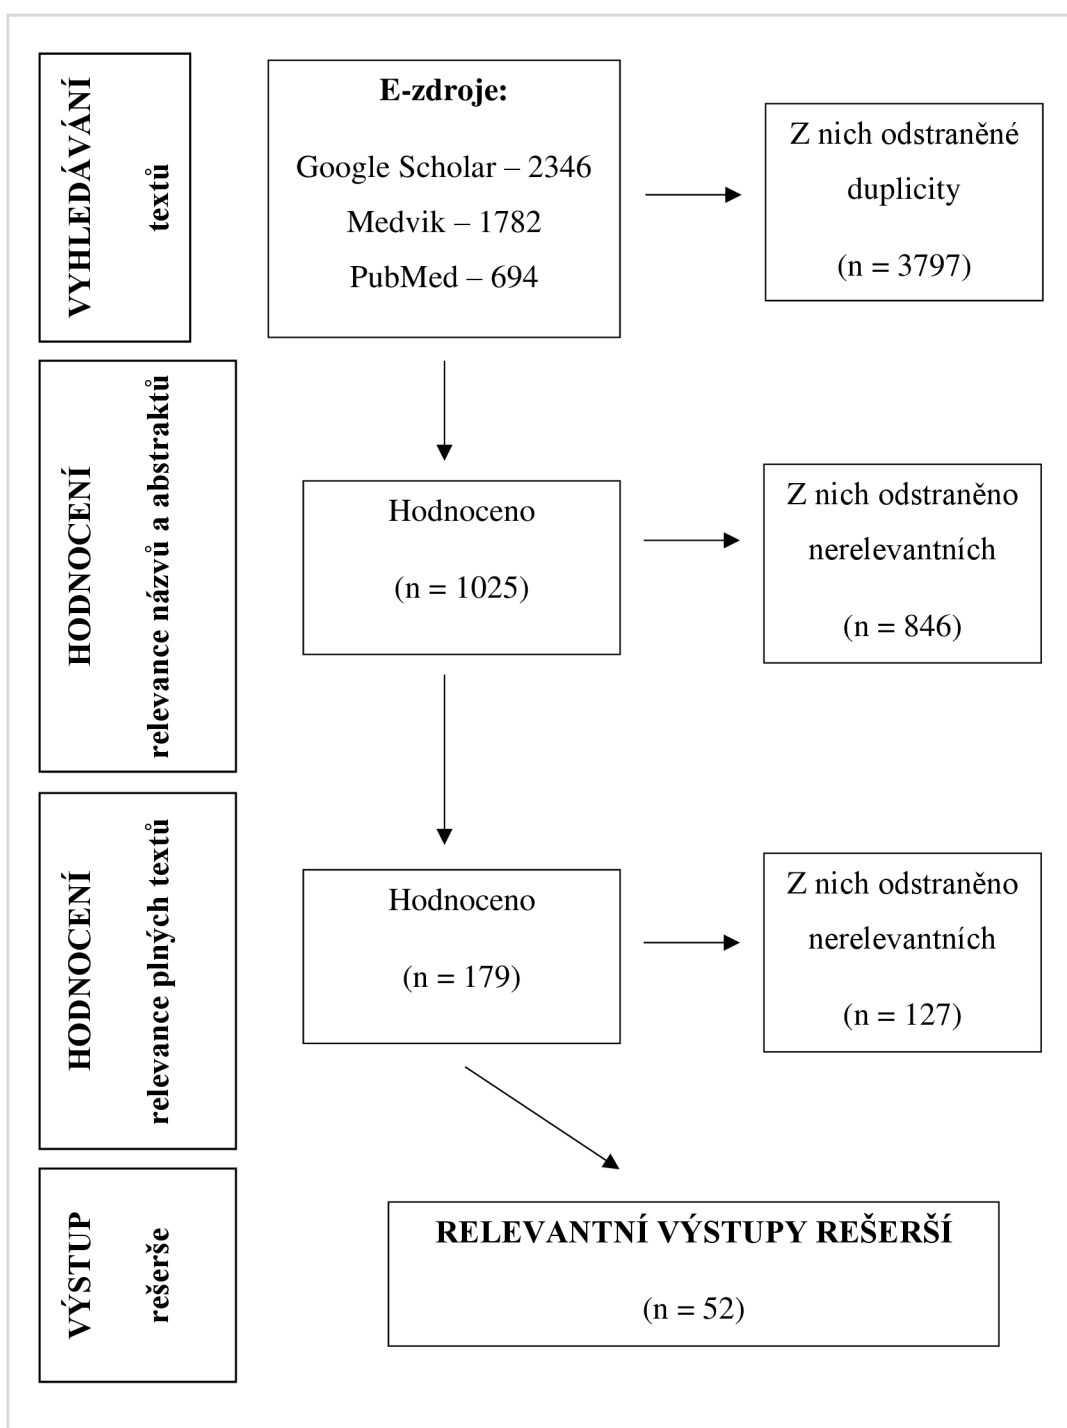 VYHLEDÁVÁNÍ
textů
E-zdroje:
Google Scholar – 2346
Medvik – 1782
PubMed – 694
Z nich odstraněné
duplicity
(n = 3797)
HODNOCENÍ
relevance názvů a abstraktů
Hodnoceno
(n = 1025)
Z nich odstraněno
nerelevantních
(n = 846)
HODNOCENÍ
relevance plných textů
Hodnoceno
(n = 179)
Z nich odstraněno
nerelevantních
(n = 127)
VÝSTUP
rešerše
RELEVANTNÍ VÝSTUPY REŠERŠÍ
(n = 52)